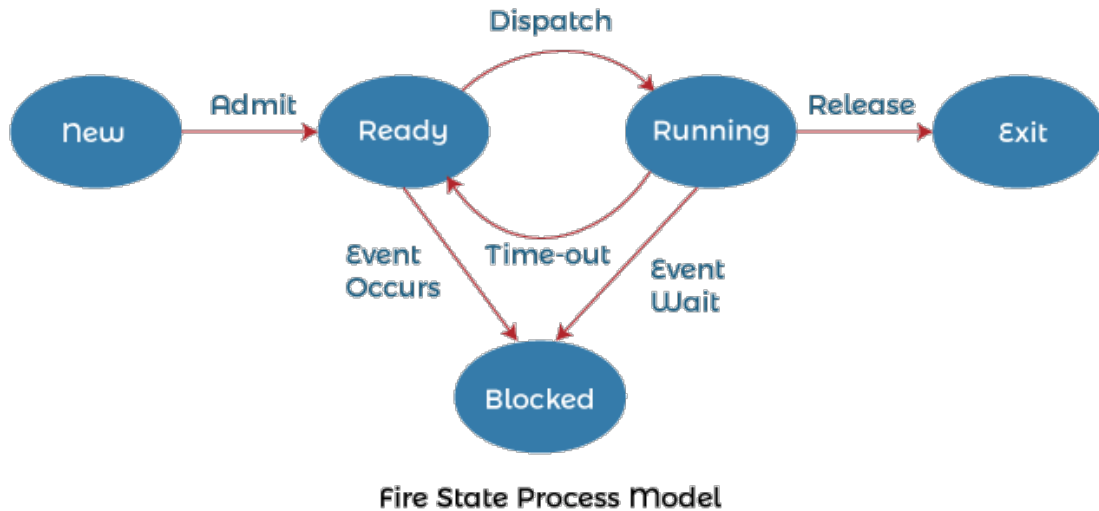 Dispatch
New
Admit
Ready
Running
Release
Exit
Event
Occurs
Time-out
Event
Wait
Blocked
Fire State Process Model